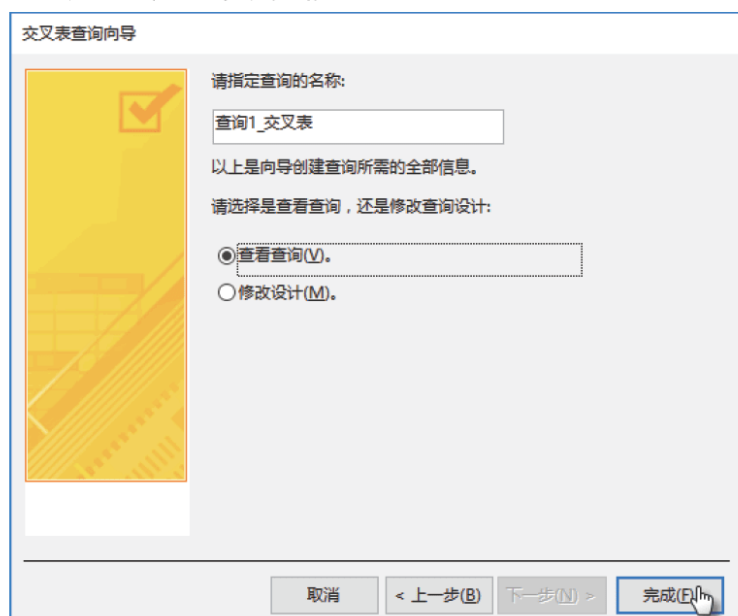 交叉表查询向导
请指定查询的名称:
查询1_交叉表
以上是向导创建查询所需的全部信息。
请选择是查看查询，还是修改查询设计:
查看查询(V)。
修改设计(M)。
取消
< 上一步(B)
下一步(N) >
完成(F)